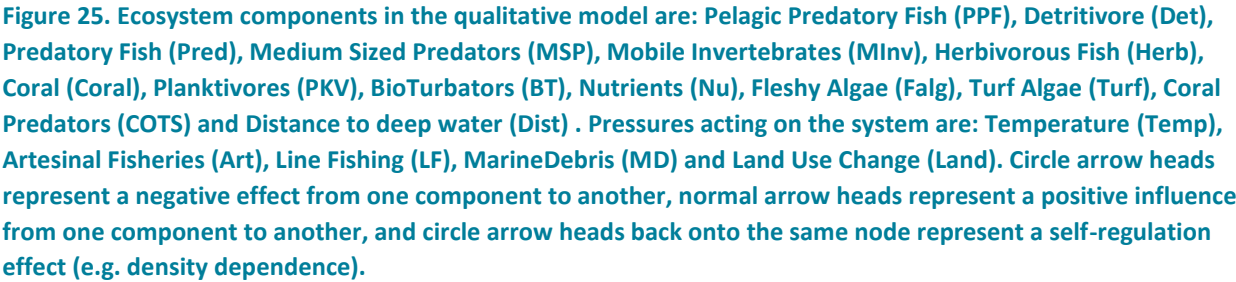 Figure 25. Ecosystem components in the qualitative model are: Pelagic Predatory Fish (PPF), Detritivore (Det),
Predatory Fish (Pred), Medium Sized Predators (MSP), Mobile Invertebrates (MInv), Herbivorous Fish (Herb),
Coral (Coral), Planktivores (PKV), BioTurbators (BT), Nutrients (Nu), Fleshy Algae (Falg), Turf Algae (Turf), Coral
Predators (COTS) and Distance to deep water (Dist) . Pressures acting on the system are: Temperature (Temp),
Artesinal Fisheries (Art), Line Fishing (LF), MarineDebris (MD) and Land Use Change (Land). Circle arrow heads
represent a negative effect from one component to another, normal arrow heads represent a positive influence
from one component to another, and circle arrow heads back onto the same node represent a self-regulation
effect (e.g. density dependence).